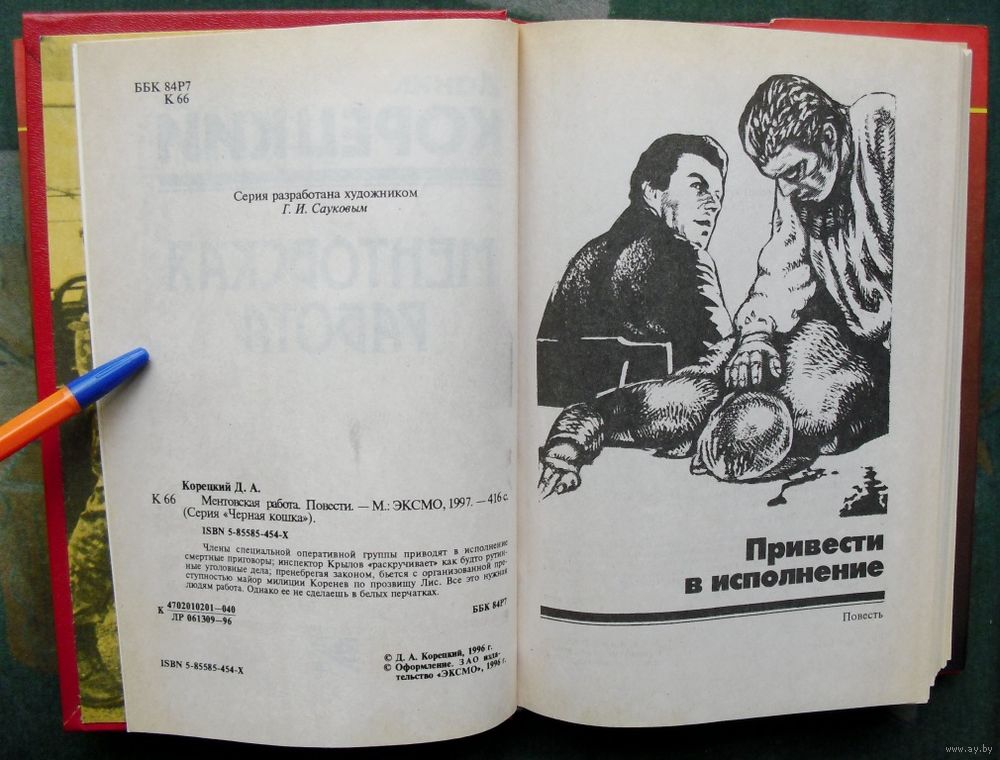 ББК 84Р7
К 66
Серия разработана художником
Г. И. Сауковым
Корецкий Д. А.
К 66 Ментовская работа. Повести. — М.: ЭКСМО, 1997. — 416 с.
(Серия «Черная кошка»).
ISBN 5-85585-454-X
Члены специальной оперативной группы приводят в исполнение
смертные приговоры; инспектор Крылов «раскручивает" как будто рутин-
ные уголовные дела; пренебрегая законом, бьется с организованной пре-
ступностью майор милиции Коренев по прозвищу Лис. Все это нужная
людям работа. Однако ее не сделаешь в белых перчатках.
К 4702010201—040
ЛР 061309—96
ББК 84Р7
ISBN 5-85585-454-X
© Д. А. Корецкий, 1996 г.
© Оформление. ЗАО изда-
тельство «ЭКСМО», 1996 г.
Привести
в исполнение
Повесть
www.ay.by